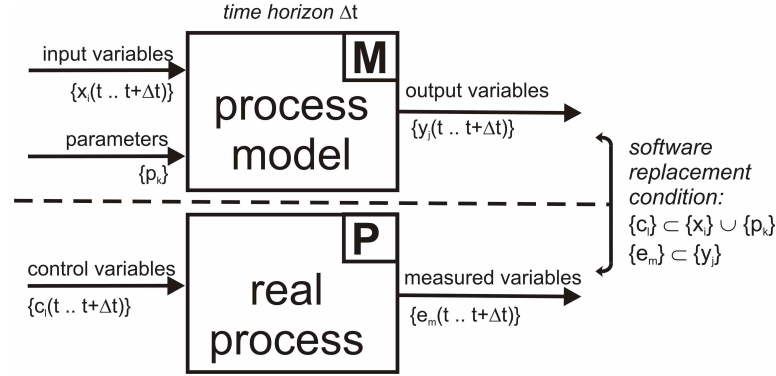 time horizon Δt
input variables
{xᵢ(t .. t+Δt)}
parameters
{pₖ}
M
process
model
output variables
{yⱼ(t .. t+Δt)}
software
replacement
condition:
{cₗ} ⊂ {xᵢ} ∪ {pₖ}
{eₘ} ⊂ {yⱼ}
control variables
{cₗ(t .. t+Δt)}
P
real
process
measured variables
{eₘ(t .. t+Δt)}